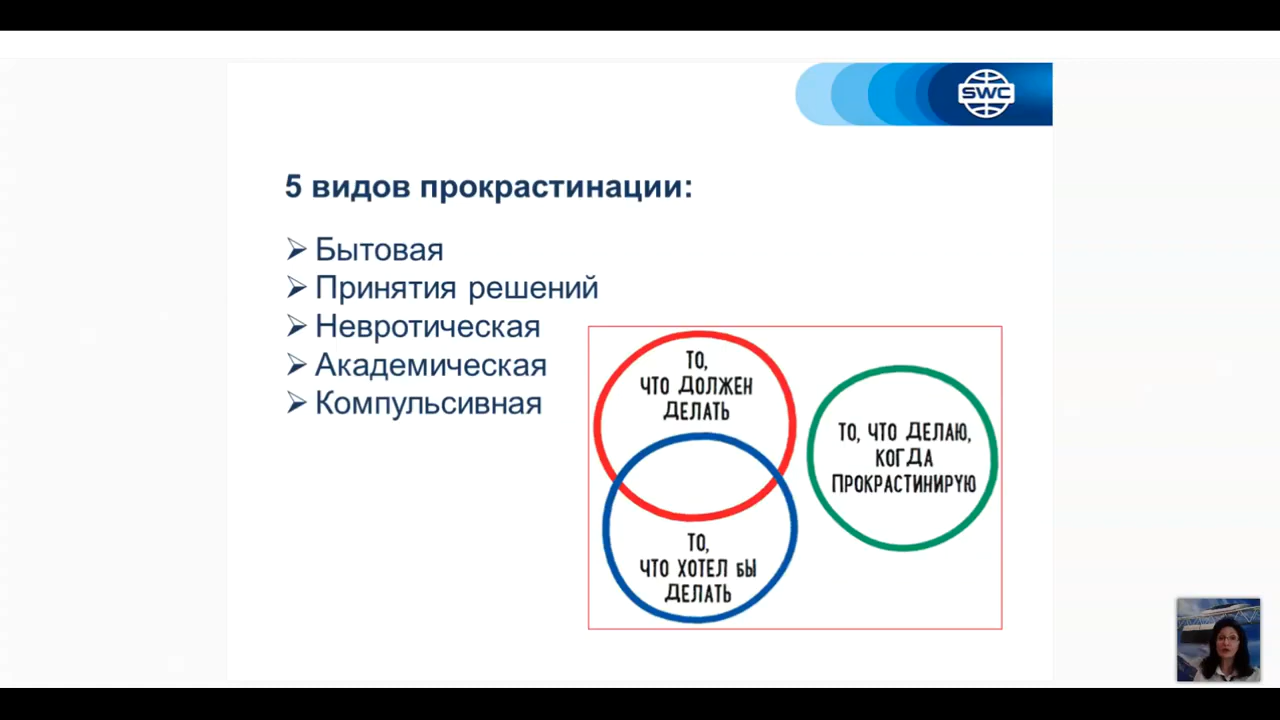 SWC
5 видов прокрастинации:
Бытовая
Принятия решений
Невротическая
Академическая
Компульсивная
ТО,
ЧТО ДОЛЖЕН
ДЕЛАТЬ
ТО,
ЧТО ХОТЕЛ БЫ
ДЕЛАТЬ
ТО, ЧТО ДЕЛАЮ,
КОГДА
ПРОКРАСТИНИРУЮ